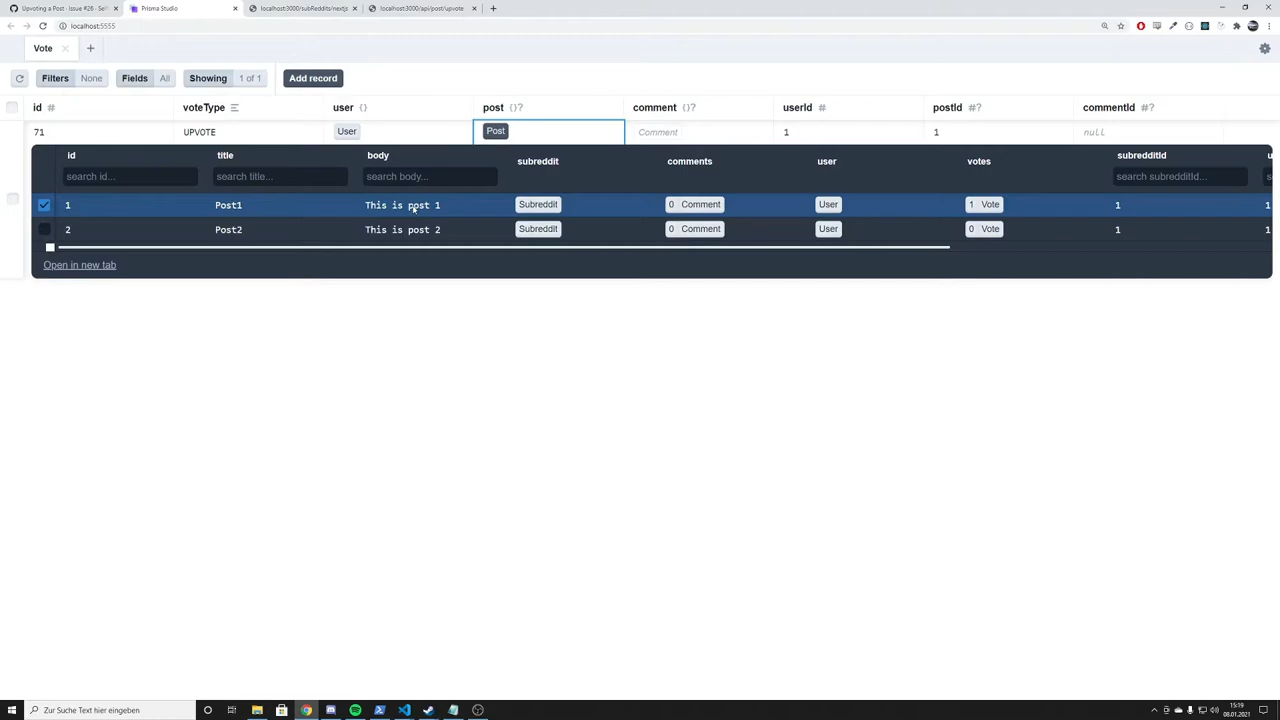 Upvoting a Post · Issue #26 · Sel
Prisma Studio
localhost:3000/subReddits/nextjs
localhost:3000/api/post/upvote
localhost:5555
Vote
Filters None Fields All Showing 1 of 1 Add record
id # voteType user {} post {}? comment {}? userId # postId #? commentId #?
71 UPVOTE User Post Comment 1 1 null
id title body subreddit comments user votes subredditId u
search id... search title... search body... search subredditId... s
1 Post1 This is post 1 Subreddit 0 Comment User 1 Vote 1 1
2 Post2 This is post 2 Subreddit 0 Comment User 0 Vote 1 1
Open in new tab
Zur Suche Text hier eingeben
15:19
08.01.2021